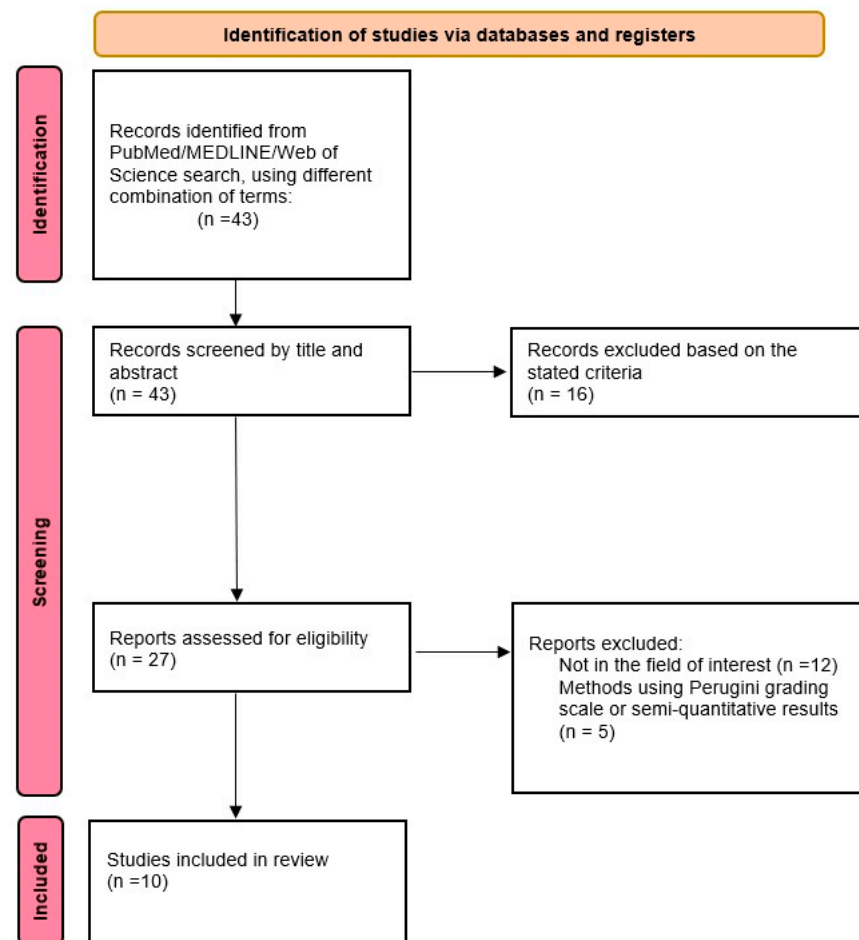 Identification of studies via databases and registers
Identification
Records identified from
PubMed/MEDLINE/Web of
Science search, using different
combination of terms:
(n =43)
Screening
Records screened by title and
abstract
(n = 43)
Records excluded based on the
stated criteria
(n = 16)
Reports assessed for eligibility
(n = 27)
Reports excluded:
Not in the field of interest (n =12)
Methods using Perugini grading
scale or semi-quantitative results
(n = 5)
Included
Studies included in review
(n =10)